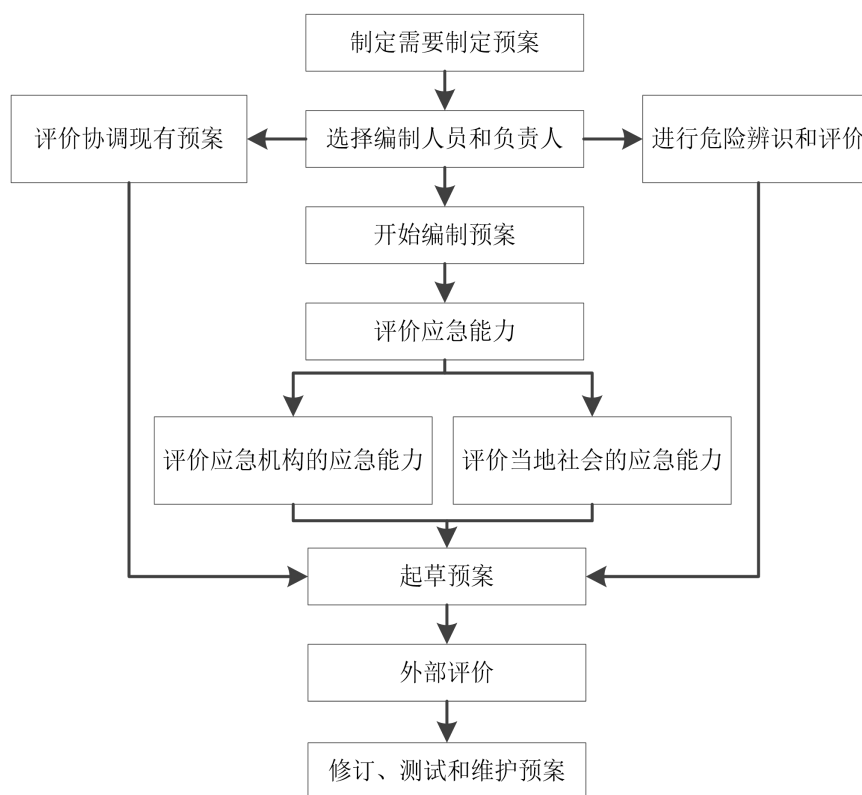 制定需要制定预案
评价协调现有预案
选择编制人员和负责人
进行危险辨识和评价
开始编制预案
评价应急能力
评价应急机构的应急能力
评价当地社会的应急能力
起草预案
外部评价
修订、测试和维护预案